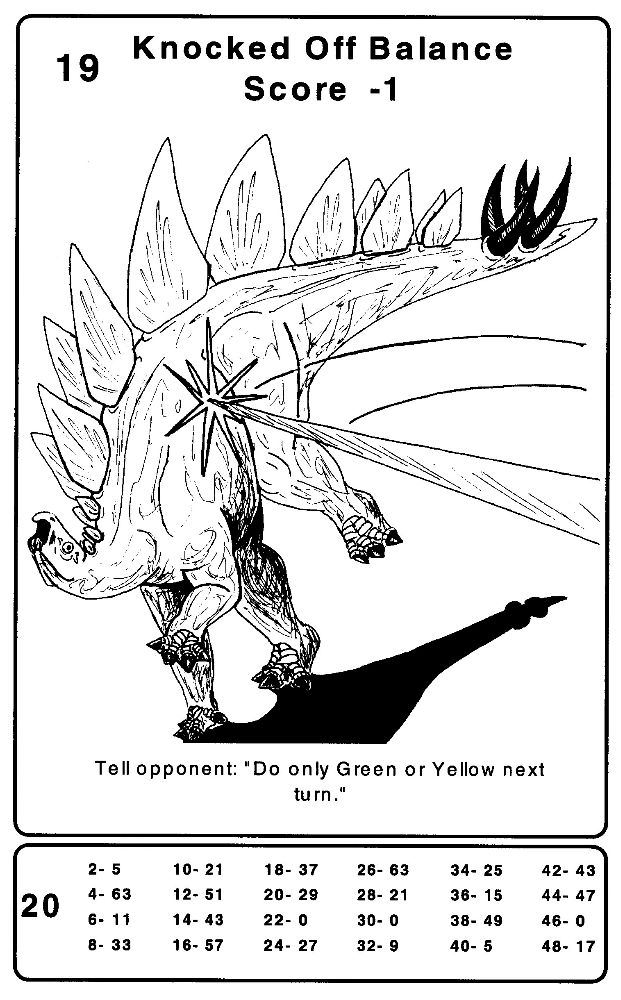 19 Knocked Off Balance
Score -1
Tell opponent: "Do only Green or Yellow next
turn."
20
2- 5 10- 21 18- 37 26- 63 34- 25 42- 43
4- 63 12- 51 20- 29 28- 21 36- 15 44- 47
6- 11 14- 43 22- 0 30- 0 38- 49 46- 0
8- 33 16- 57 24- 27 32- 9 40- 5 48- 17